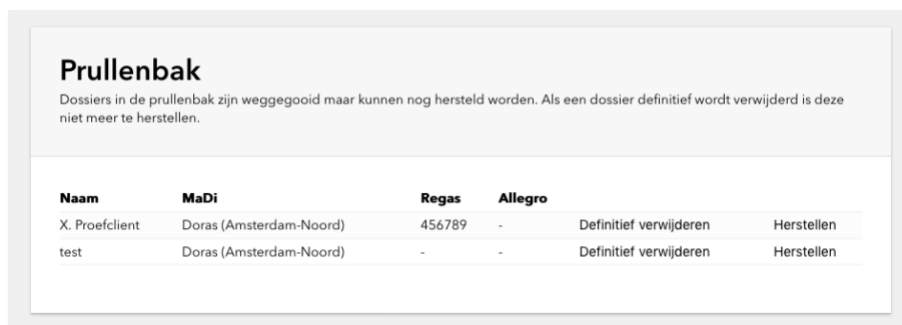 Prullenbak
Dossiers in de prullenbak zijn weggegooid maar kunnen nog hersteld worden. Als een dossier definitief wordt verwijderd is deze
niet meer te herstellen.
Naam MaDi Regas Allegro
X. Proefclient Doras (Amsterdam-Noord) 456789 - Definitief verwijderen Herstellen
test Doras (Amsterdam-Noord) - - Definitief verwijderen Herstellen